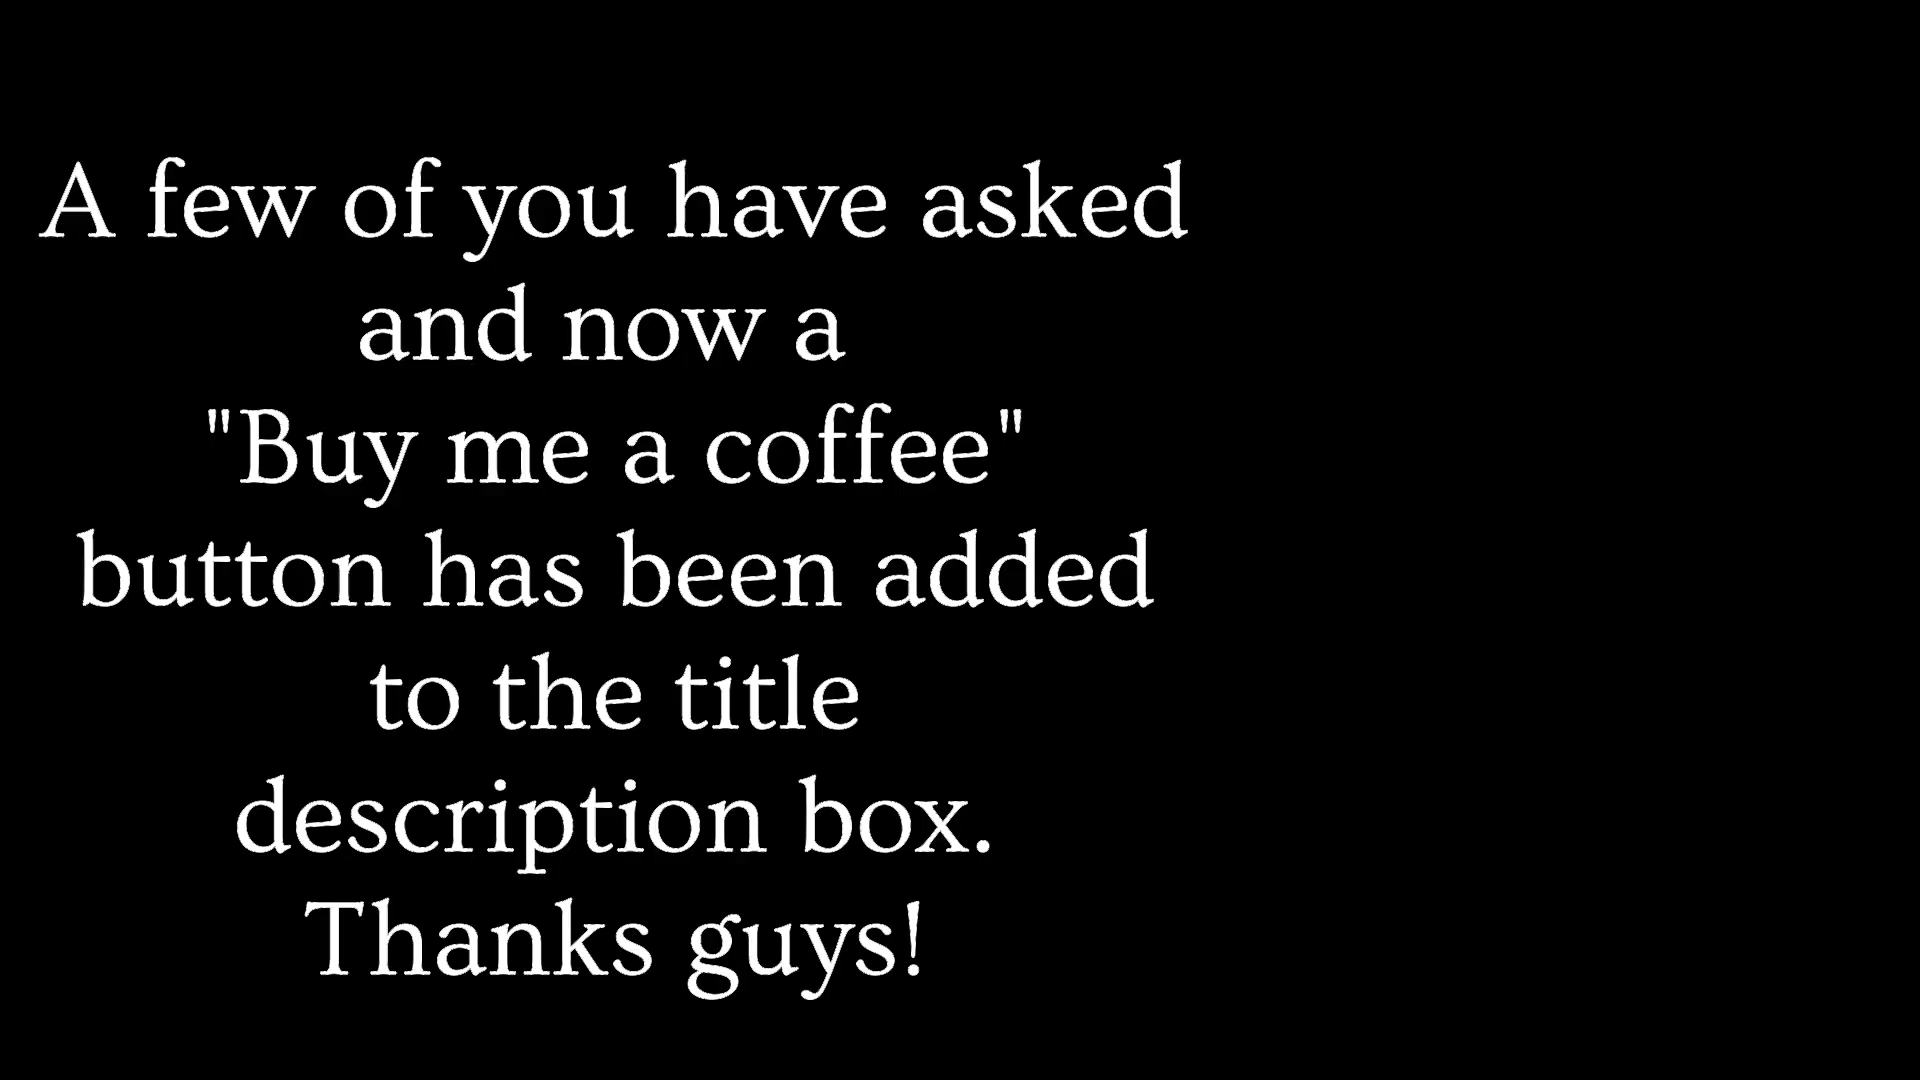 A few of you have asked
and now a
"Buy me a coffee"
button has been added
to the title
description box.
Thanks guys!